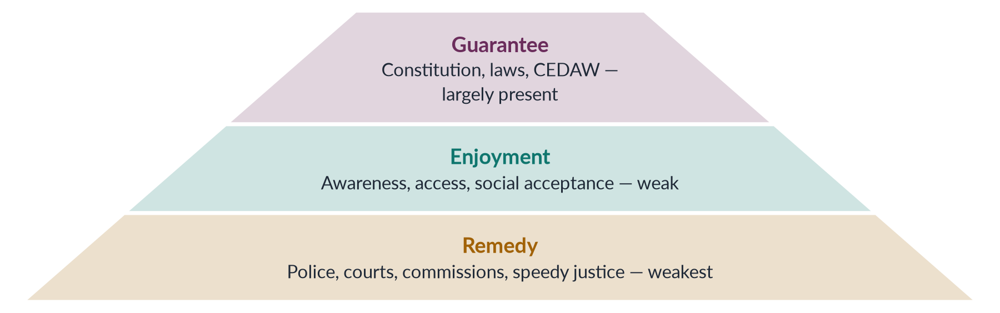 Guarantee
Constitution, laws, CEDAW —
largely present
Enjoyment
Awareness, access, social acceptance — weak
Remedy
Police, courts, commissions, speedy justice — weakest